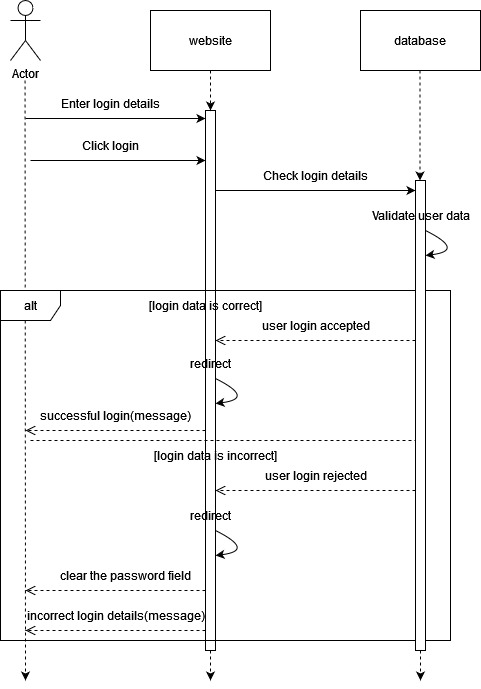 website
database
Actor
Enter login details
Click login
Check login details
Validate user data
alt
[login data is correct]
user login accepted
redirect
successful login(message)
[login data is incorrect]
user login rejected
redirect
clear the password field
incorrect login details(message)